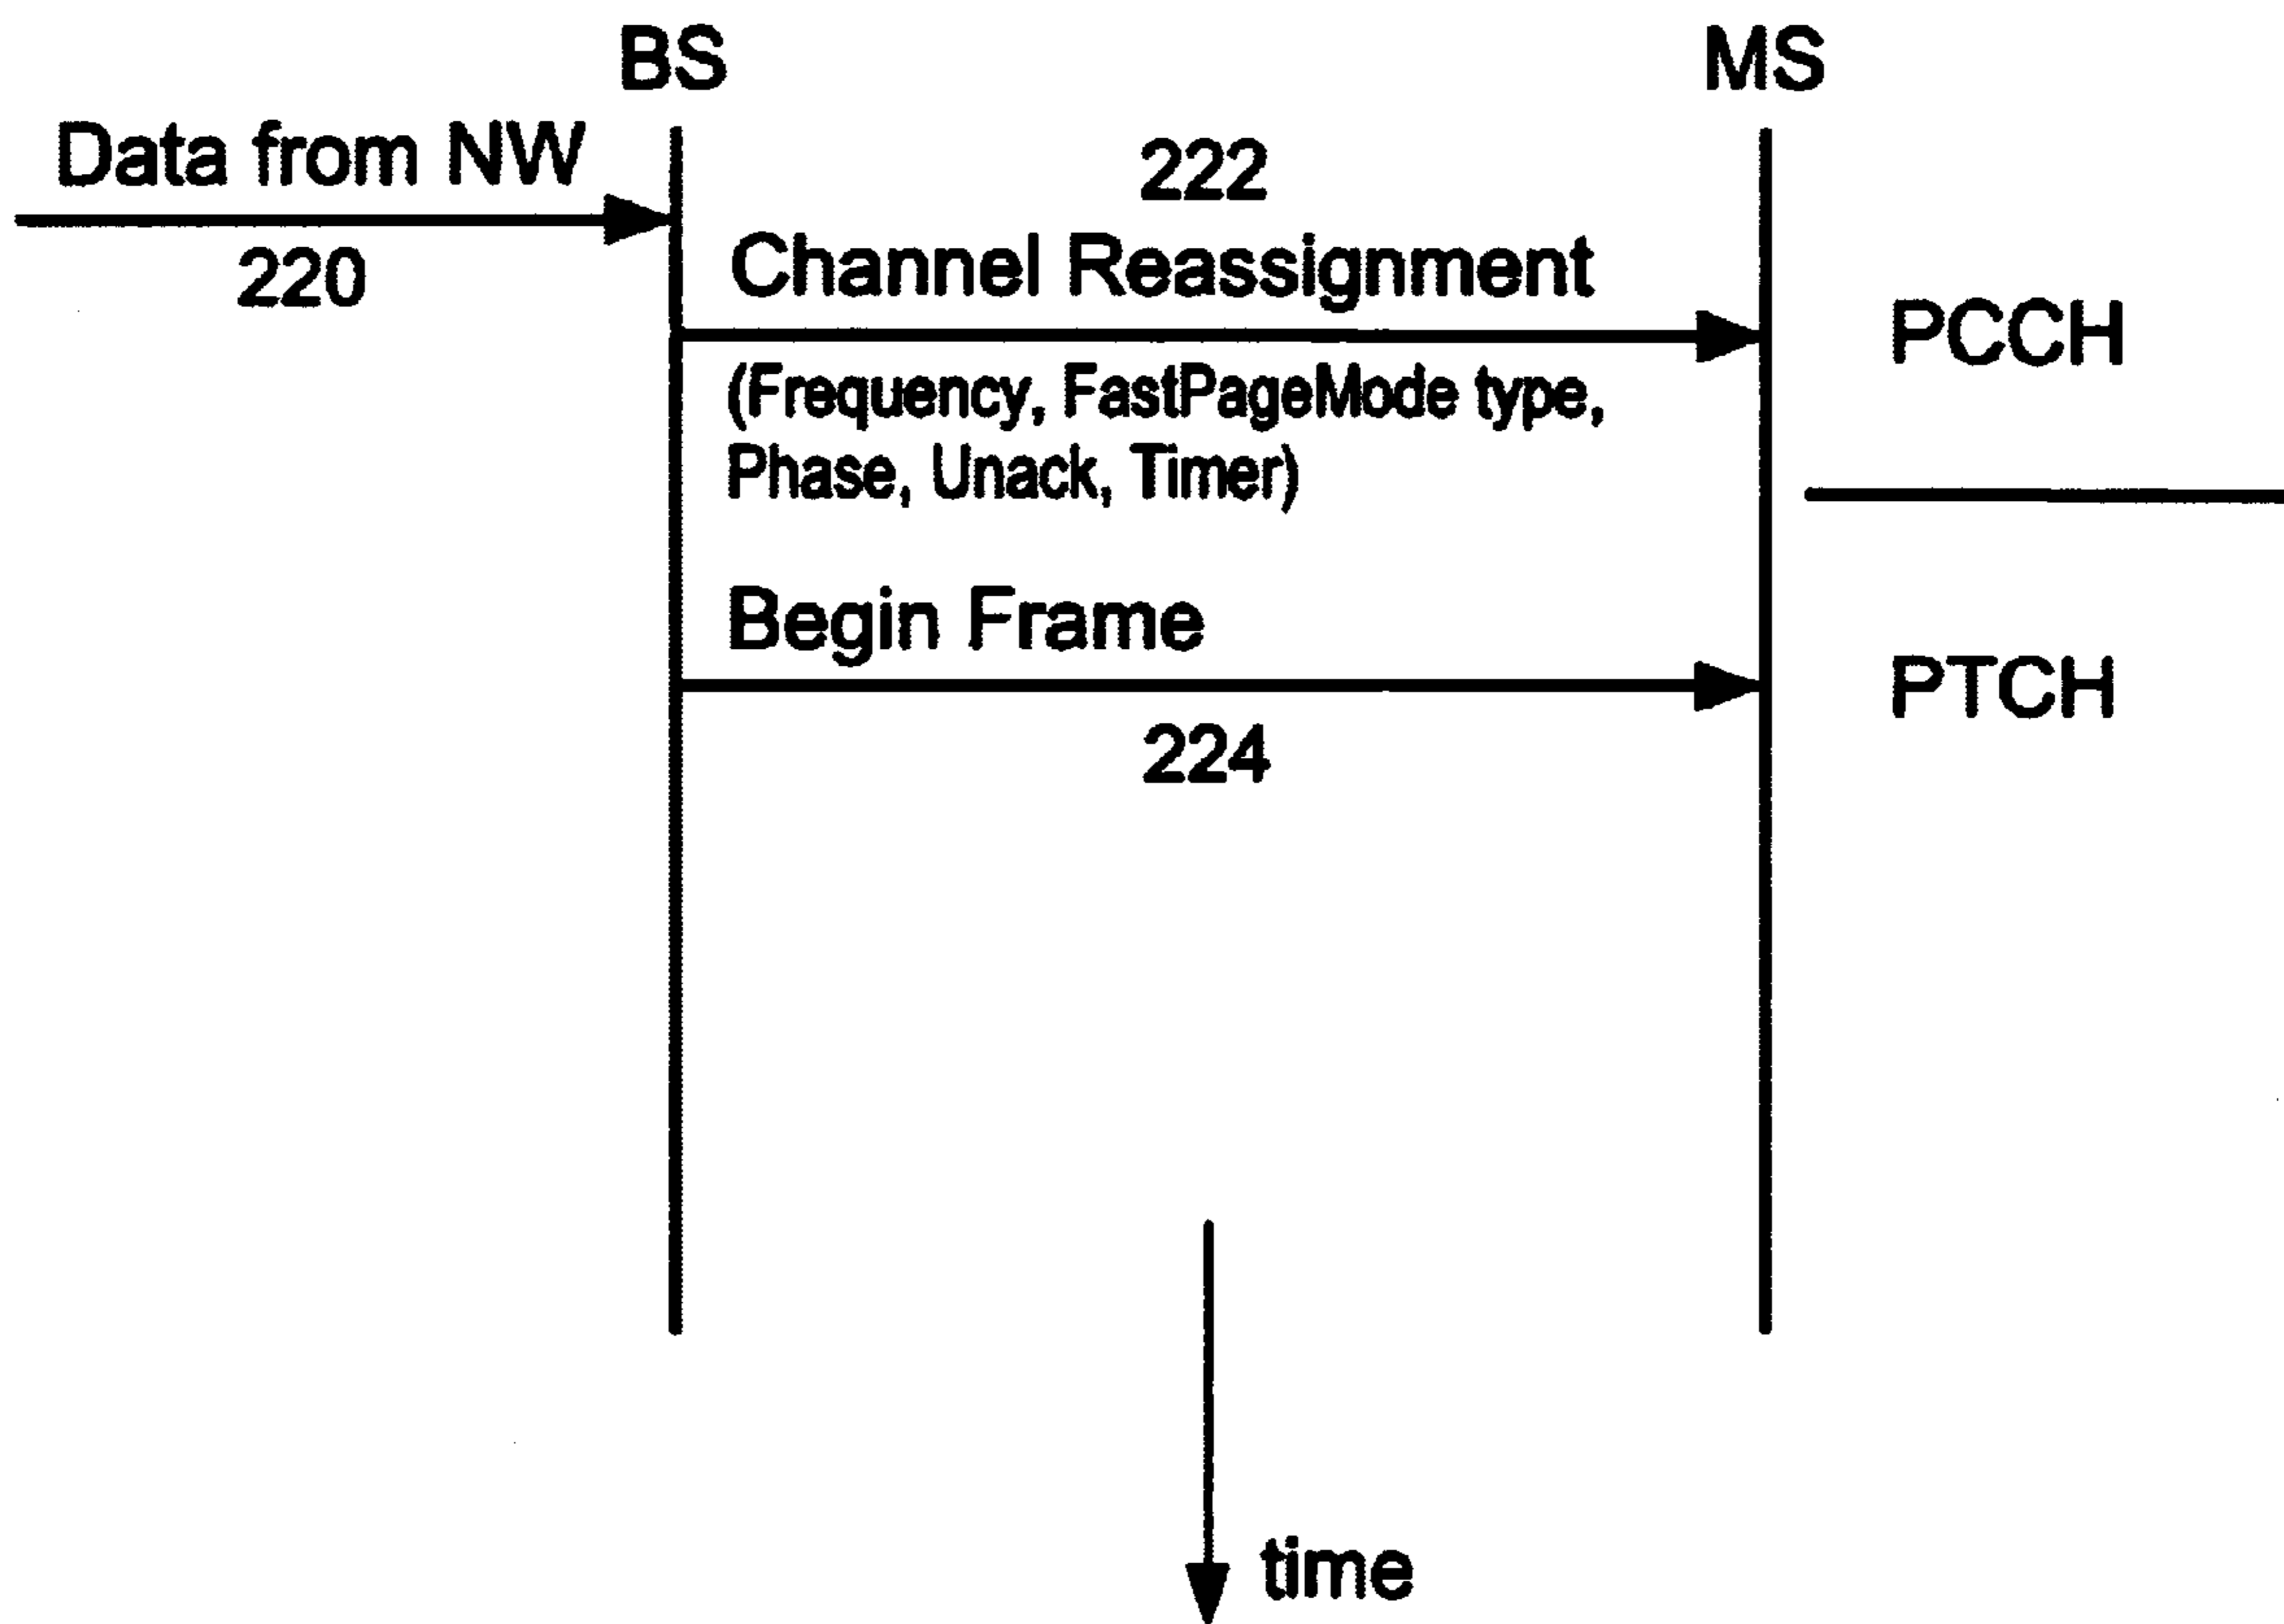 BS
MS
Data from NW
220
222
Channel Reassignment
(Frequency, FastPageMode type,
Phase, Unack, Timer)
PCCH
Begin Frame
224
PTCH
time